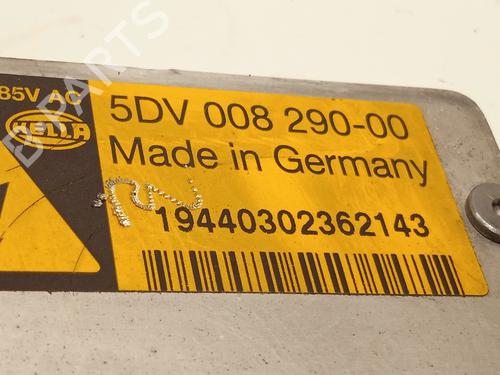 85V AC
5DV 008 290-00
HELLA
Made in Germany
19440302362143
B PARTS